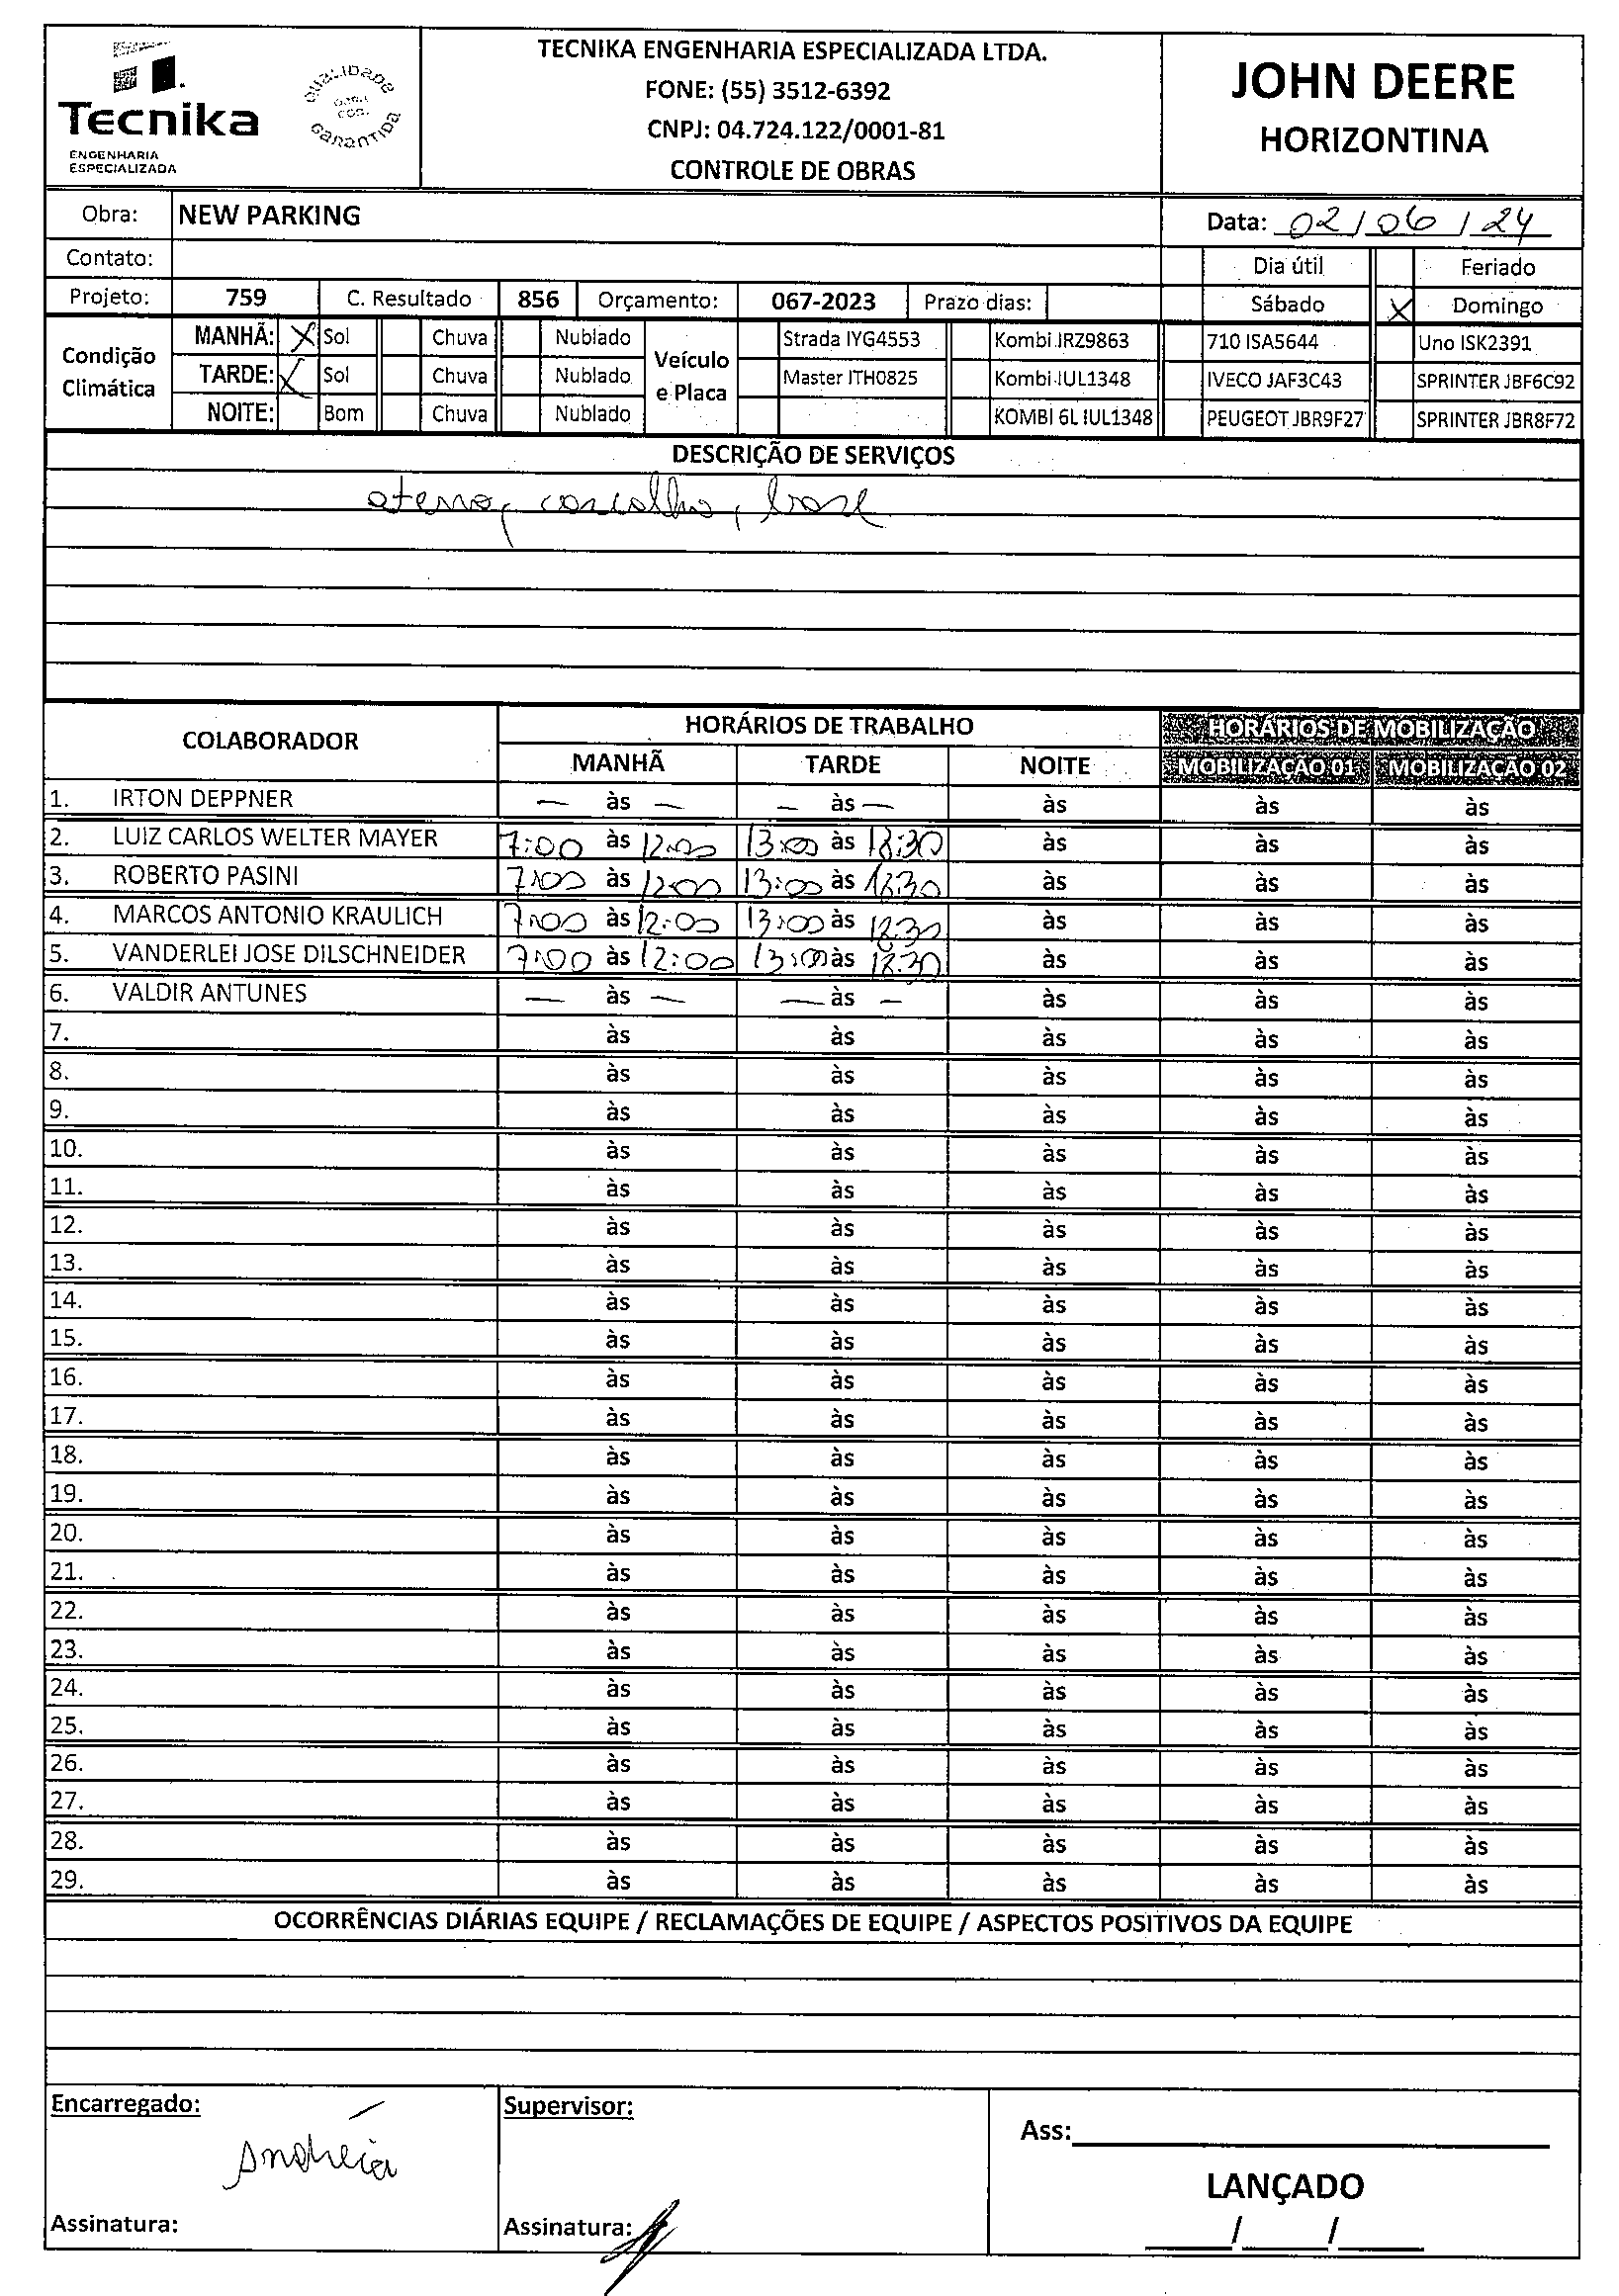 Tecnika
ENGENHARIA
ESPECIALIZADA
QUALIDADE
GARANTIDA
TECNIKA ENGENHARIA ESPECIALIZADA LTDA.
FONE: (55) 3512-6392
CNPJ: 04.724.122/0001-81
CONTROLE DE OBRAS
JOHN DEERE
HORIZONTINA
Obra: NEW PARKING
Data: 02/06/24
Contato:
Dia útil Feriado
Projeto: 759 C. Resultado 856 Orçamento: 067-2023 Prazo dias:
Sábado X Domingo
Condição Climática
MANHÃ: X Sol Chuva Nublado
TARDE: X Sol Chuva Nublado
NOITE: Bom Chuva Nublado
Veículo e Placa
Strada IYG4553 Kombi JRZ9863 710 ISA5644 Uno ISK2391
Master ITH0825 Kombi IUL1348 IVECO JAF3C43 SPRINTER JBF6C92
KOMBI 6L IUL1348 PEUGEOT JBR9F27 SPRINTER JBR8F72
DESCRIÇÃO DE SERVIÇOS
aterro, cascalho, base
COLABORADOR HORÁRIOS DE TRABALHO HORÁRIOS DE MOBILIZAÇÃO
MANHÃ TARDE NOITE MOBILIZAÇÃO 01 MOBILIZAÇÃO 02
1. IRTON DEPPNER — às — — às — às às às
2. LUIZ CARLOS WELTER MAYER 7:00 às 12:00 13:00 às 18:30 às às às
3. ROBERTO PASINI 7:00 às 12:00 13:00 às 18:30 às às às
4. MARCOS ANTONIO KRAULICH 7:00 às 12:00 13:00 às 18:30 às às às
5. VANDERLEI JOSE DILSCHNEIDER 7:00 às 12:00 13:00 às 18:30 às às às
6. VALDIR ANTUNES — às — — às — às às às
7. às às às às às
8. às às às às às
9. às às às às às
10. às às às às às
11. às às às às às
12. às às às às às
13. às às às às às
14. às às às às às
15. às às às às às
16. às às às às às
17. às às às às às
18. às às às às às
19. às às às às às
20. às às às às às
21. às às às às às
22. às às às às às
23. às às às às às
24. às às às às às
25. às às às às às
26. às às às às às
27. às às às às às
28. às às às às às
29. às às às às às
OCORRÊNCIAS DIÁRIAS EQUIPE / RECLAMAÇÕES DE EQUIPE / ASPECTOS POSITIVOS DA EQUIPE
Encarregado:
Andréia
Assinatura:
Supervisor:
Assinatura:
Ass:
LANÇADO
___/___/___